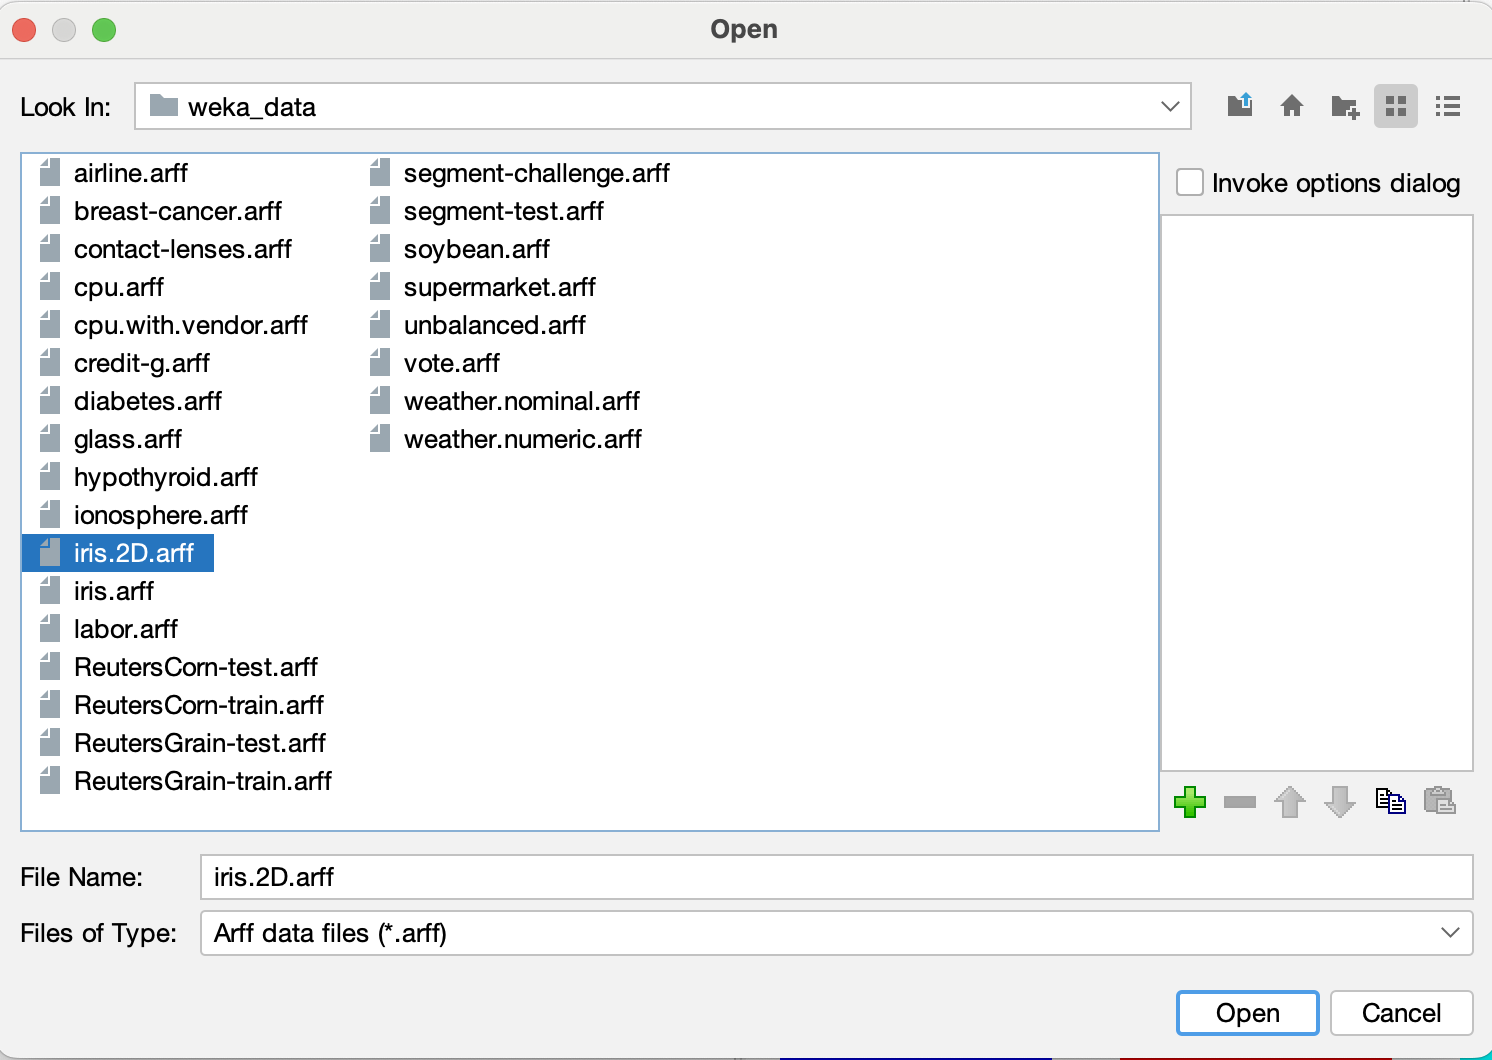 Open
Look In:
weka_data
airline.arff
breast-cancer.arff
contact-lenses.arff
cpu.arff
cpu.with.vendor.arff
credit-g.arff
diabetes.arff
glass.arff
hypothyroid.arff
ionosphere.arff
iris.2D.arff
iris.arff
labor.arff
ReutersCorn-test.arff
ReutersCorn-train.arff
ReutersGrain-test.arff
ReutersGrain-train.arff
segment-challenge.arff
segment-test.arff
soybean.arff
supermarket.arff
unbalanced.arff
vote.arff
weather.nominal.arff
weather.numeric.arff
Invoke options dialog
File Name:
iris.2D.arff
Files of Type:
Arff data files (*.arff)
Open
Cancel